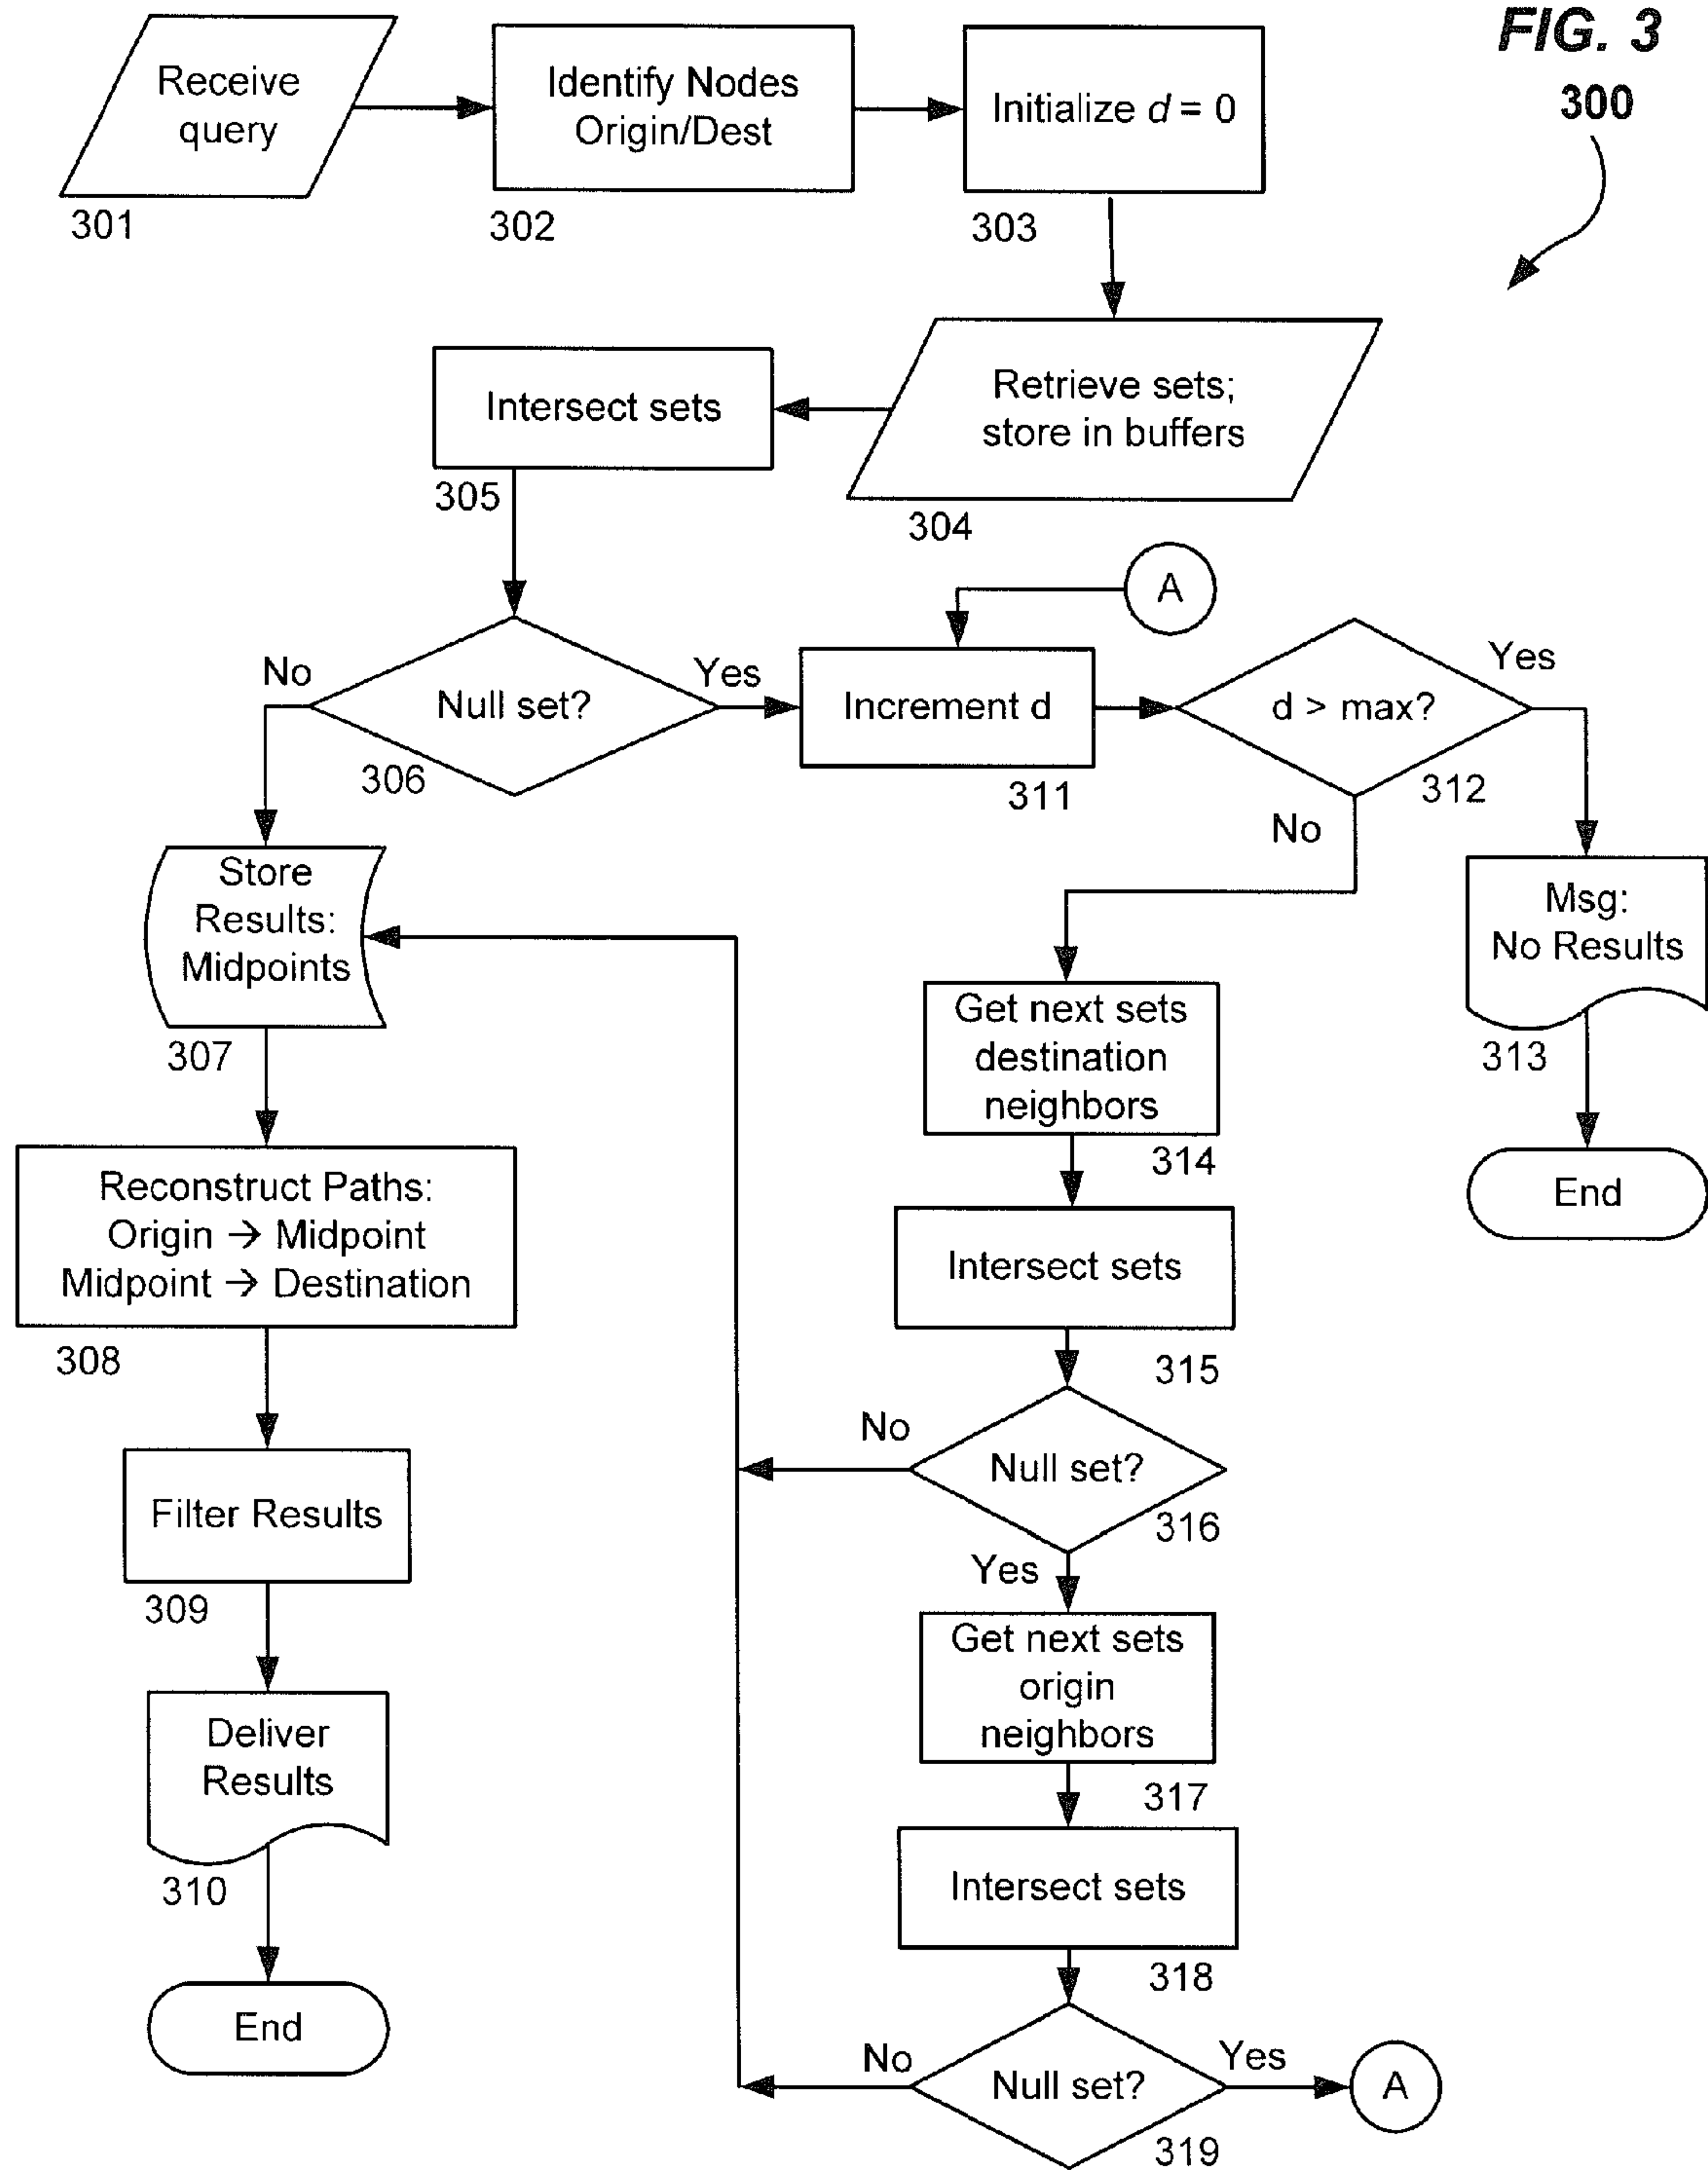 FIG. 3
300
Receive
query
301
Identify Nodes
Origin/Dest
302
Initialize d = 0
303
Retrieve sets;
store in buffers
304
Intersect sets
305
A
Null set?
No
Yes
306
Increment d
311
d > max?
Yes
No
312
Msg:
No Results
313
End
Store
Results:
Midpoints
307
Reconstruct Paths:
Origin → Midpoint
Midpoint → Destination
308
Filter Results
309
Deliver
Results
310
End
Get next sets
destination
neighbors
314
Intersect sets
315
No
Null set?
316
Yes
Get next sets
origin
neighbors
317
Intersect sets
318
No
Null set?
Yes
A
319